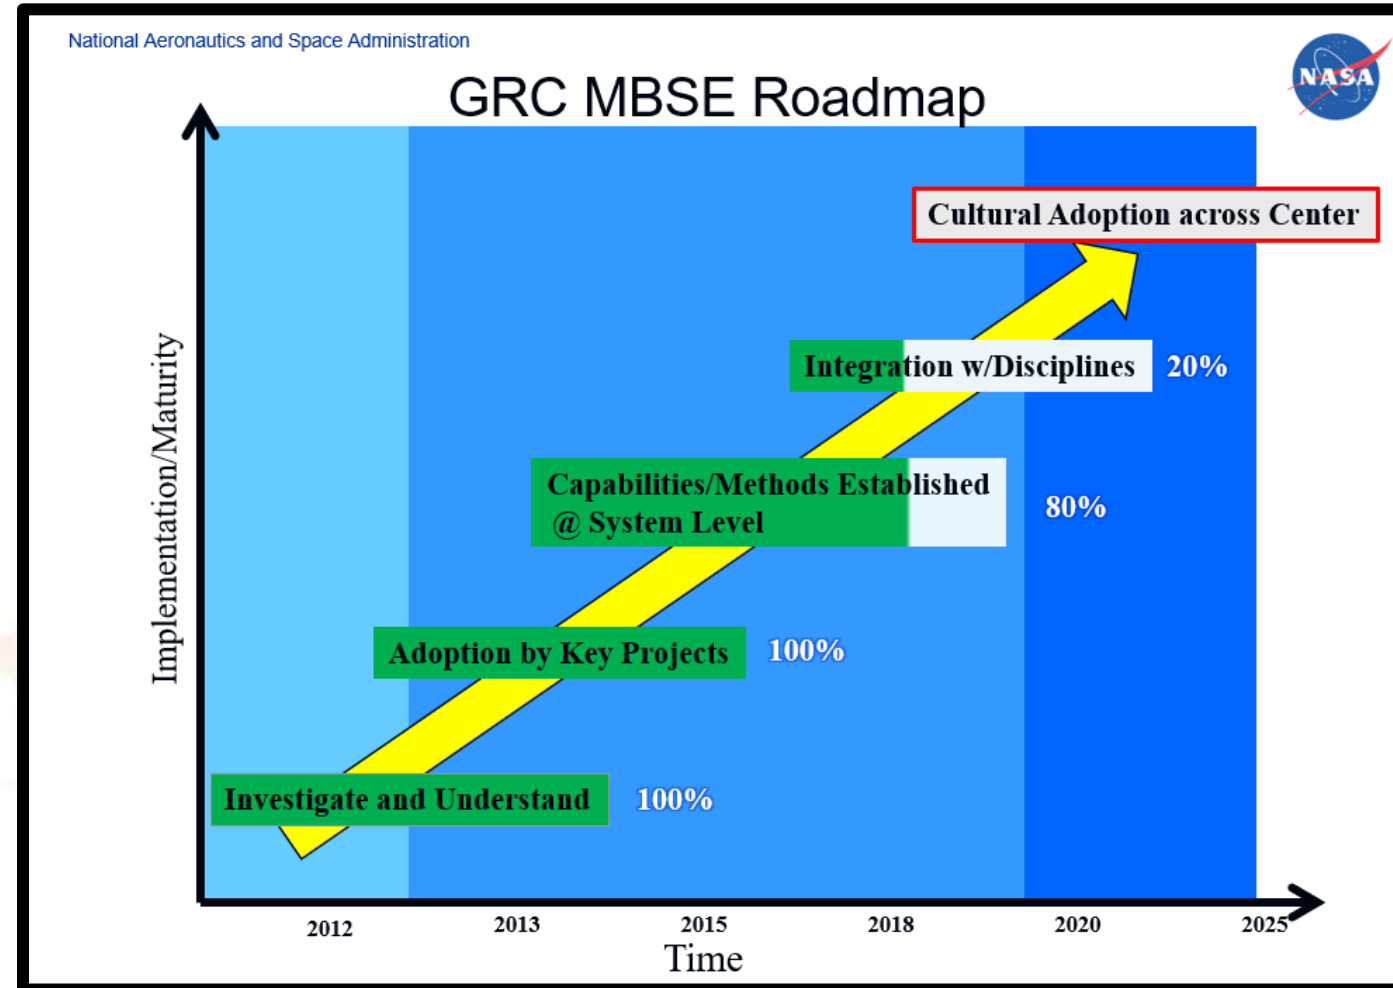 National Aeronautics and Space Administration
NASA
GRC MBSE Roadmap
Cultural Adoption across Center
Integration w/Disciplines 20%
Capabilities/Methods Established
@ System Level
80%
Adoption by Key Projects 100%
Investigate and Understand 100%
Implementation/Maturity
2012 2013 2015 2018 2020 2025
Time